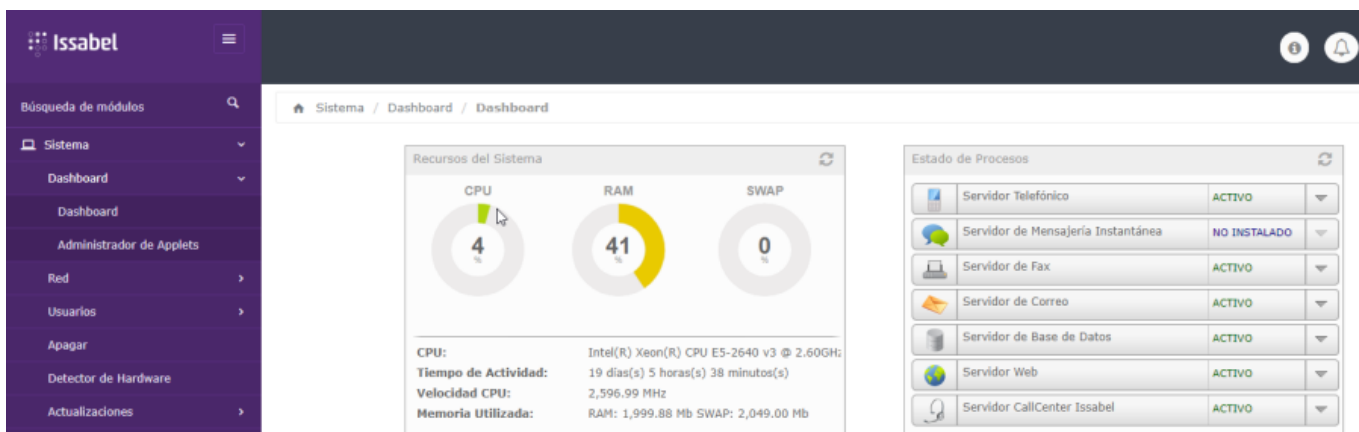 Issabel
Búsqueda de módulos
Sistema
Dashboard
Dashboard
Administrador de Applets
Red
Usuarios
Apagar
Detector de Hardware
Actualizaciones
Sistema / Dashboard / Dashboard
Recursos del Sistema
CPU RAM SWAP
4 41 0
% % %
CPU: Intel(R) Xeon(R) CPU E5-2640 v3 @ 2.60GHz
Tiempo de Actividad: 19 días(s) 5 horas(s) 38 minutos(s)
Velocidad CPU: 2,596.99 MHz
Memoria Utilizada: RAM: 1,999.88 Mb SWAP: 2,049.00 Mb
Estado de Procesos
Servidor Telefónico ACTIVO
Servidor de Mensajería Instantánea NO INSTALADO
Servidor de Fax ACTIVO
Servidor de Correo ACTIVO
Servidor de Base de Datos ACTIVO
Servidor Web ACTIVO
Servidor CallCenter Issabel ACTIVO